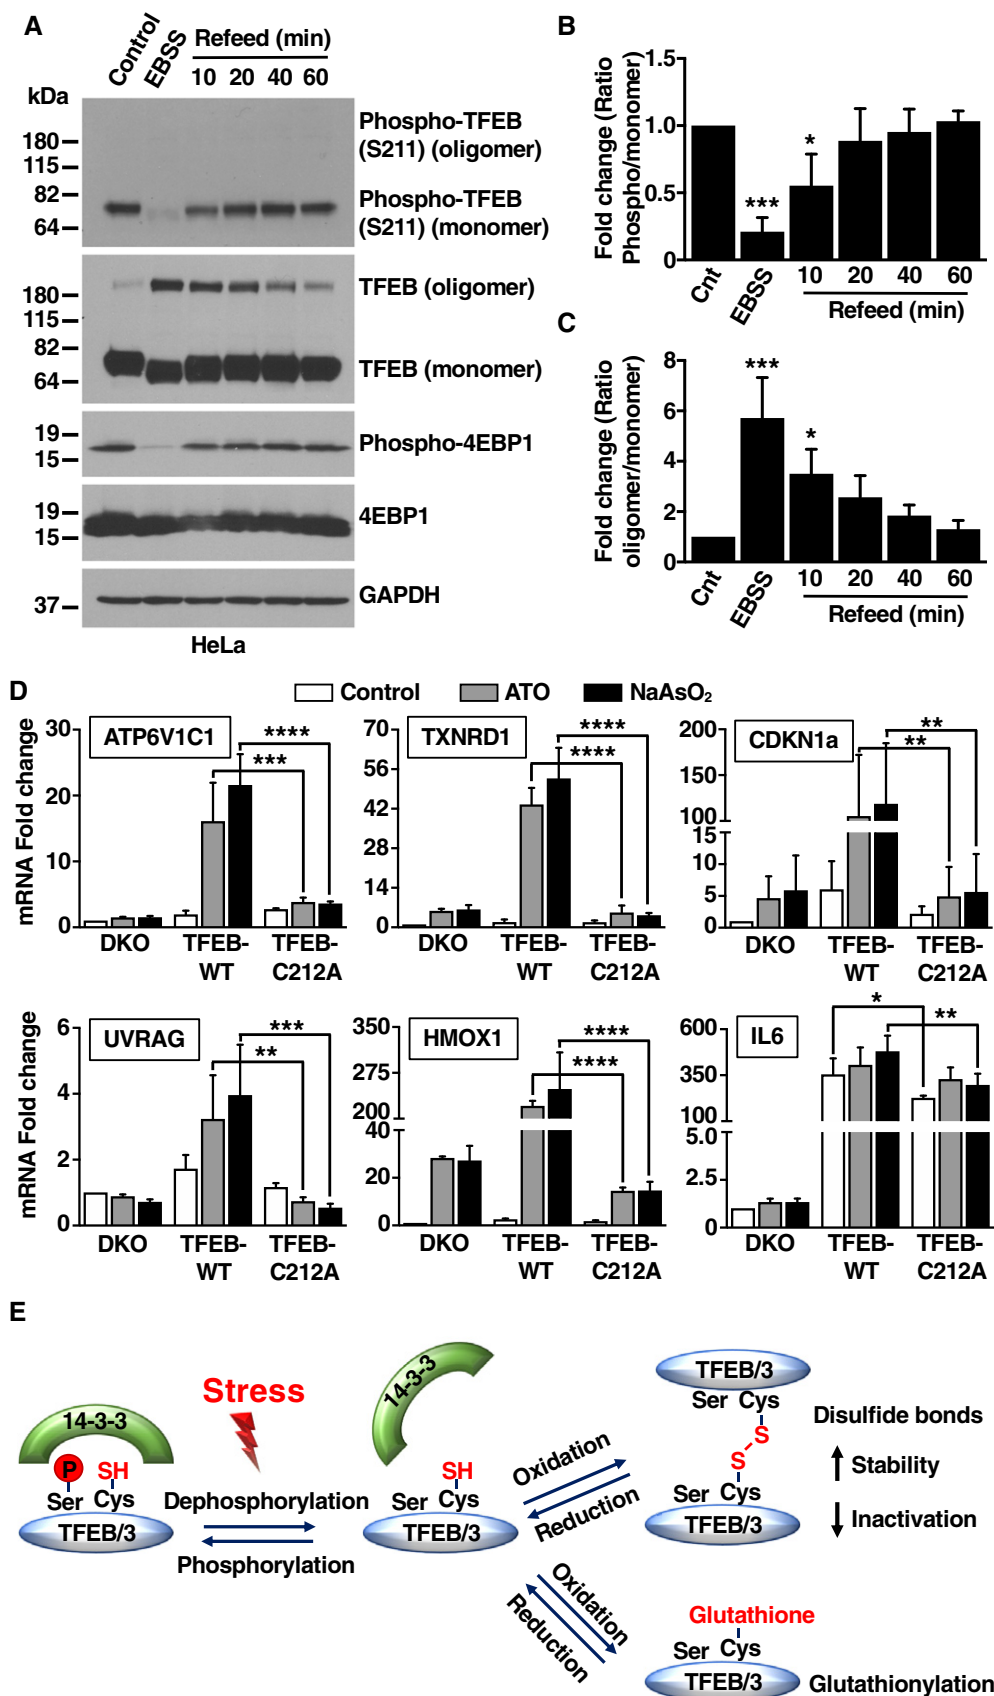 A
Control
EBSS
Refeed (min)
10 20 40 60
kDa
180
115
82
64
Phospho-TFEB
(S211) (oligomer)
Phospho-TFEB
(S211) (monomer)
180
115
82
64
TFEB (oligomer)
TFEB (monomer)
19
15
Phospho-4EBP1
19
15
4EBP1
37
GAPDH
HeLa
B
Fold change (Ratio
Phospho/monomer)
1.5
1.0
0.5
0
*
***
Cnt
EBSS
10 20 40 60
Refeed (min)
C
Fold change (Ratio
oligomer/monomer)
8
6
4
2
0
***
*
Cnt
EBSS
10 20 40 60
Refeed (min)
D
Control ATO NaAsO₂
mRNA Fold change
30
20
10
0
ATP6V1C1
****
***
DKO TFEB-WT TFEB-C212A
70
56
42
28
14
0
TXNRD1
****
****
DKO TFEB-WT TFEB-C212A
200
150
100
15
10
5
0
CDKN1a
**
**
DKO TFEB-WT TFEB-C212A
mRNA Fold change
6
4
2
0
UVRAG
***
**
DKO TFEB-WT TFEB-C212A
350
275
200
40
20
0
HMOX1
****
****
DKO TFEB-WT TFEB-C212A
600
350
100
5.0
2.5
0
IL6
*
**
DKO TFEB-WT TFEB-C212A
E
14-3-3
P
SH
Ser Cys
TFEB/3
Stress
Dephosphorylation
Phosphorylation
14-3-3
SH
Ser Cys
TFEB/3
Oxidation
Reduction
TFEB/3
Ser Cys
S
S
Ser Cys
TFEB/3
Disulfide bonds
Stability
Inactivation
Oxidation
Reduction
Glutathione
Ser Cys
TFEB/3
Glutathionylation